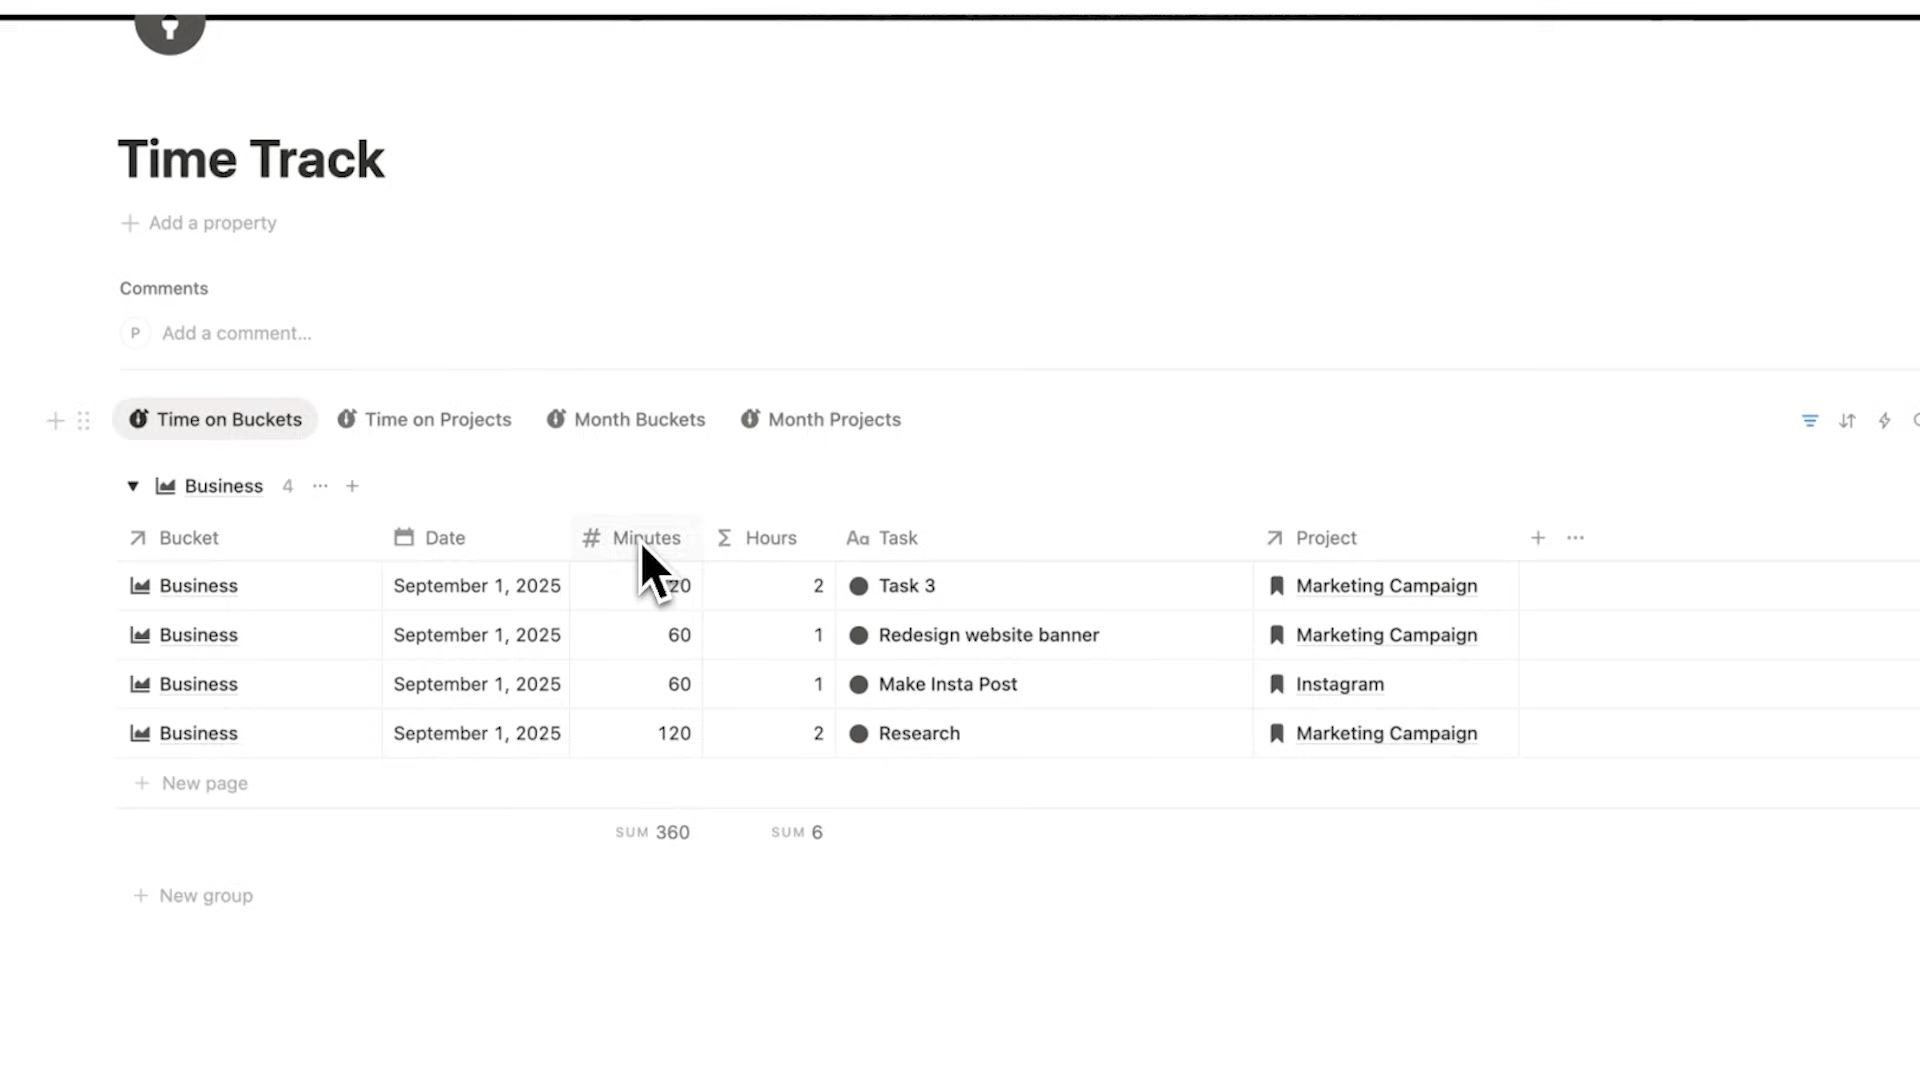 Time Track
Add a property
Comments
P Add a comment...
Time on Buckets Time on Projects Month Buckets Month Projects
Business 4
Bucket Date # Minutes Σ Hours Aa Task Project
Business September 1, 2025 2 Task 3 Marketing Campaign
Business September 1, 2025 60 1 Redesign website banner Marketing Campaign
Business September 1, 2025 60 1 Make Insta Post Instagram
Business September 1, 2025 120 2 Research Marketing Campaign
New page
SUM 360 SUM 6
New group